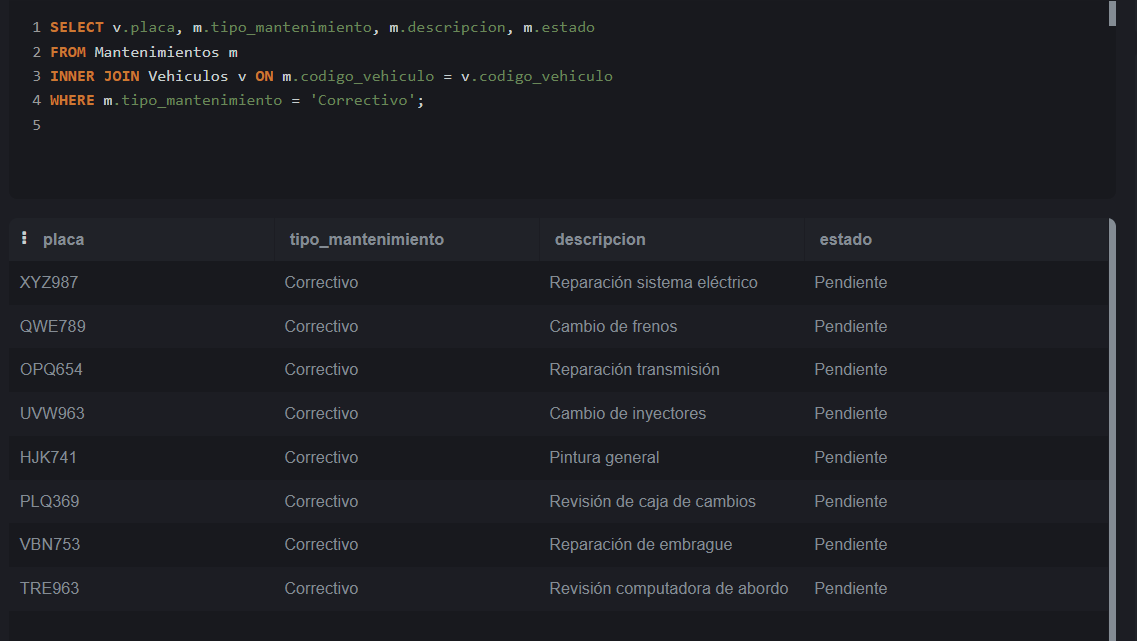 1 SELECT v.placa, m.tipo_mantenimiento, m.descripcion, m.estado
2 FROM Mantenimientos m
3 INNER JOIN Vehiculos v ON m.codigo_vehiculo = v.codigo_vehiculo
4 WHERE m.tipo_mantenimiento = 'Correctivo';
5
placa tipo_mantenimiento descripcion estado
XYZ987 Correctivo Reparación sistema eléctrico Pendiente
QWE789 Correctivo Cambio de frenos Pendiente
OPQ654 Correctivo Reparación transmisión Pendiente
UVW963 Correctivo Cambio de inyectores Pendiente
HJK741 Correctivo Pintura general Pendiente
PLQ369 Correctivo Revisión de caja de cambios Pendiente
VBN753 Correctivo Reparación de embrague Pendiente
TRE963 Correctivo Revisión computadora de abordo Pendiente